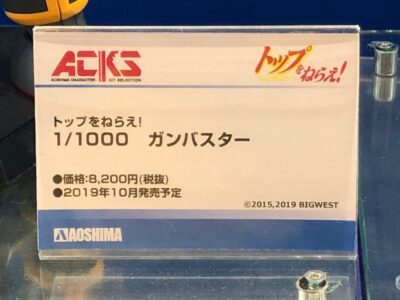 ACKS
AOSHIMA CHARACTER KIT SELECTION
トップをねらえ!
トップをねらえ!
1/1000 ガンバスター
●価格:8,200円(税抜)
●2019年10月発売予定
©2015,2019 BIGWEST
AOSHIMA